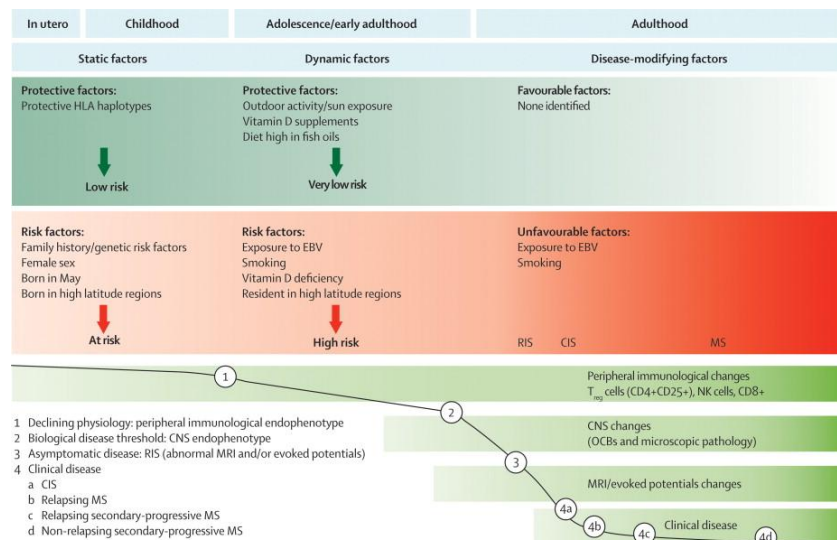 In utero
Childhood
Adolescence/early adulthood
Adulthood
Static factors
Dynamic factors
Disease-modifying factors
Protective factors:
Protective HLA haplotypes
Low risk
Protective factors:
Outdoor activity/sun exposure
Vitamin D supplements
Diet high in fish oils
Very low risk
Favourable factors:
None identified
Risk factors:
Family history/genetic risk factors
Female sex
Born in May
Born in high latitude regions
At risk
Risk factors:
Exposure to EBV
Smoking
Vitamin D deficiency
Resident in high latitude regions
High risk
Unfavourable factors:
Exposure to EBV
Smoking
RIS
CIS
MS
1
Peripheral immunological changes
Treg cells (CD4+CD25+), NK cells, CD8+
2
CNS changes
(OCBs and microscopic pathology)
3
MRI/evoked potentials changes
4a
4b
4c
4d
Clinical disease
1 Declining physiology: peripheral immunological endophenotype
2 Biological disease threshold: CNS endophenotype
3 Asymptomatic disease: RIS (abnormal MRI and/or evoked potentials)
4 Clinical disease
a CIS
b Relapsing MS
c Relapsing secondary-progressive MS
d Non-relapsing secondary-progressive MS